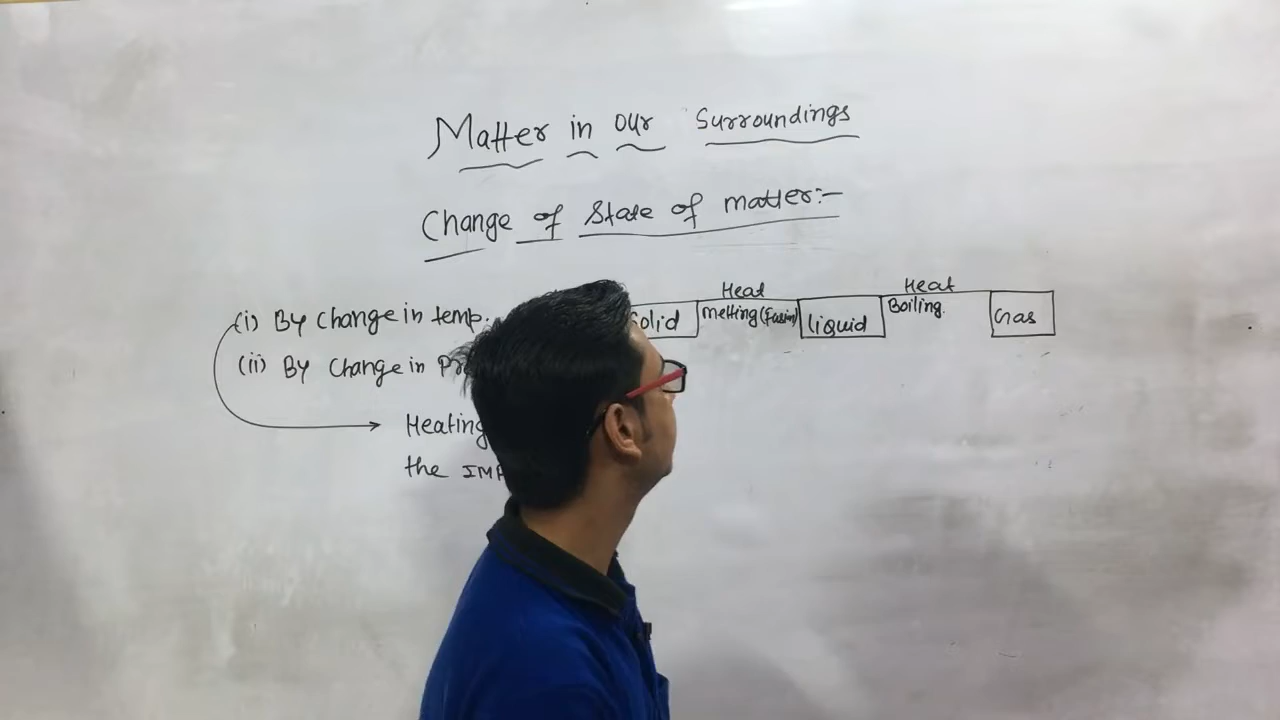 Matter in our Surroundings
Change of State of matter:-
(i) By Change in temp.
(ii) By Change in
Heating
the
Heat
Heat
Solid
melting (Fusion)
liquid
Boiling.
Gas